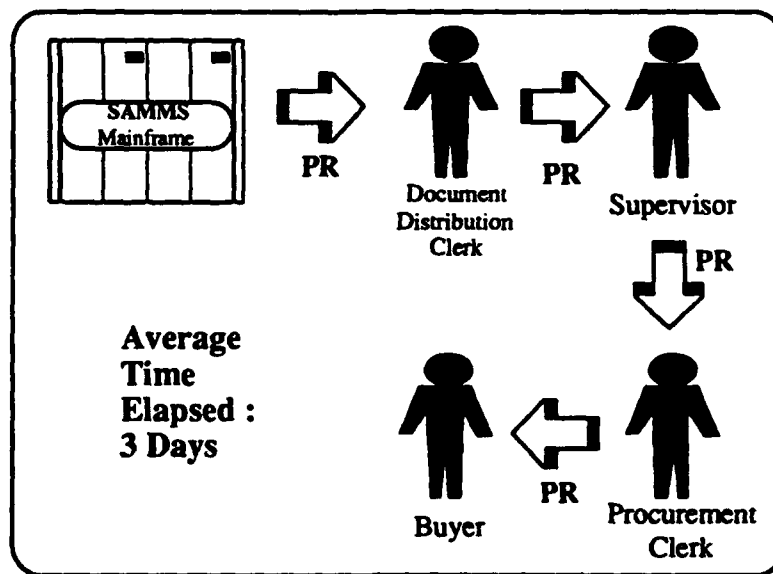 SAMMS
Mainframe
PR
Document
Distribution
Clerk
PR
Supervisor
PR
Procurement
Clerk
PR
Buyer
Average
Time
Elapsed :
3 Days